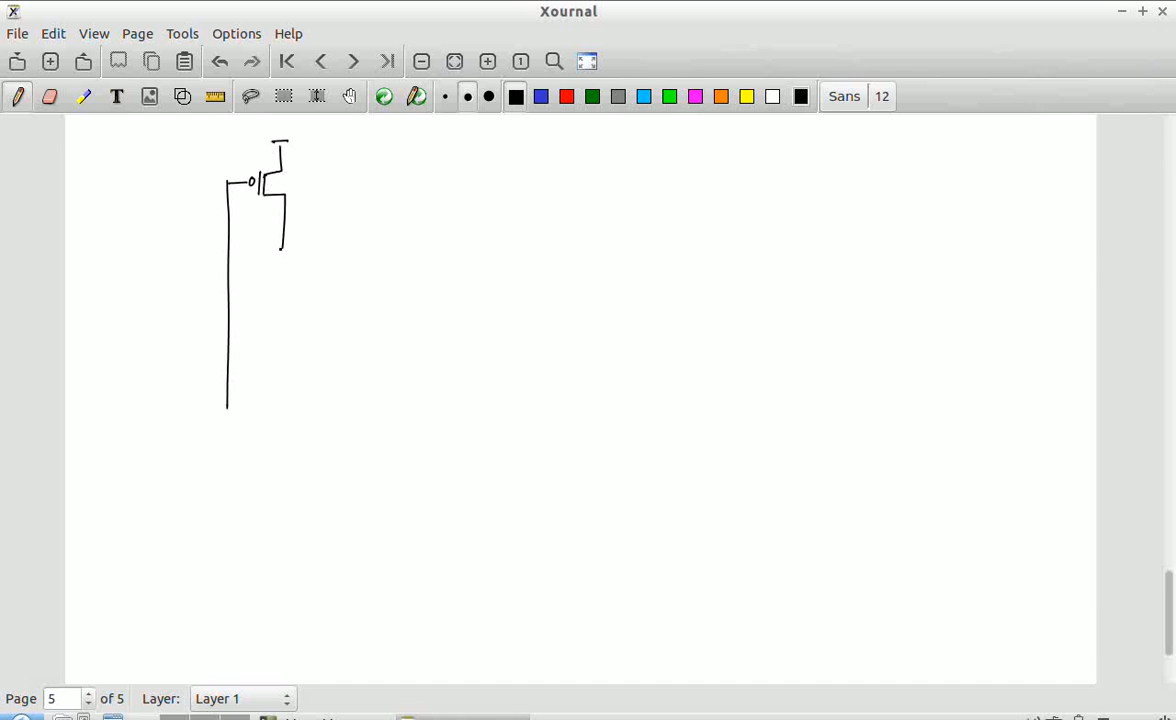 Xournal
File Edit View Page Tools Options Help
T Sans 12
Page 5 of 5 Layer: Layer 1